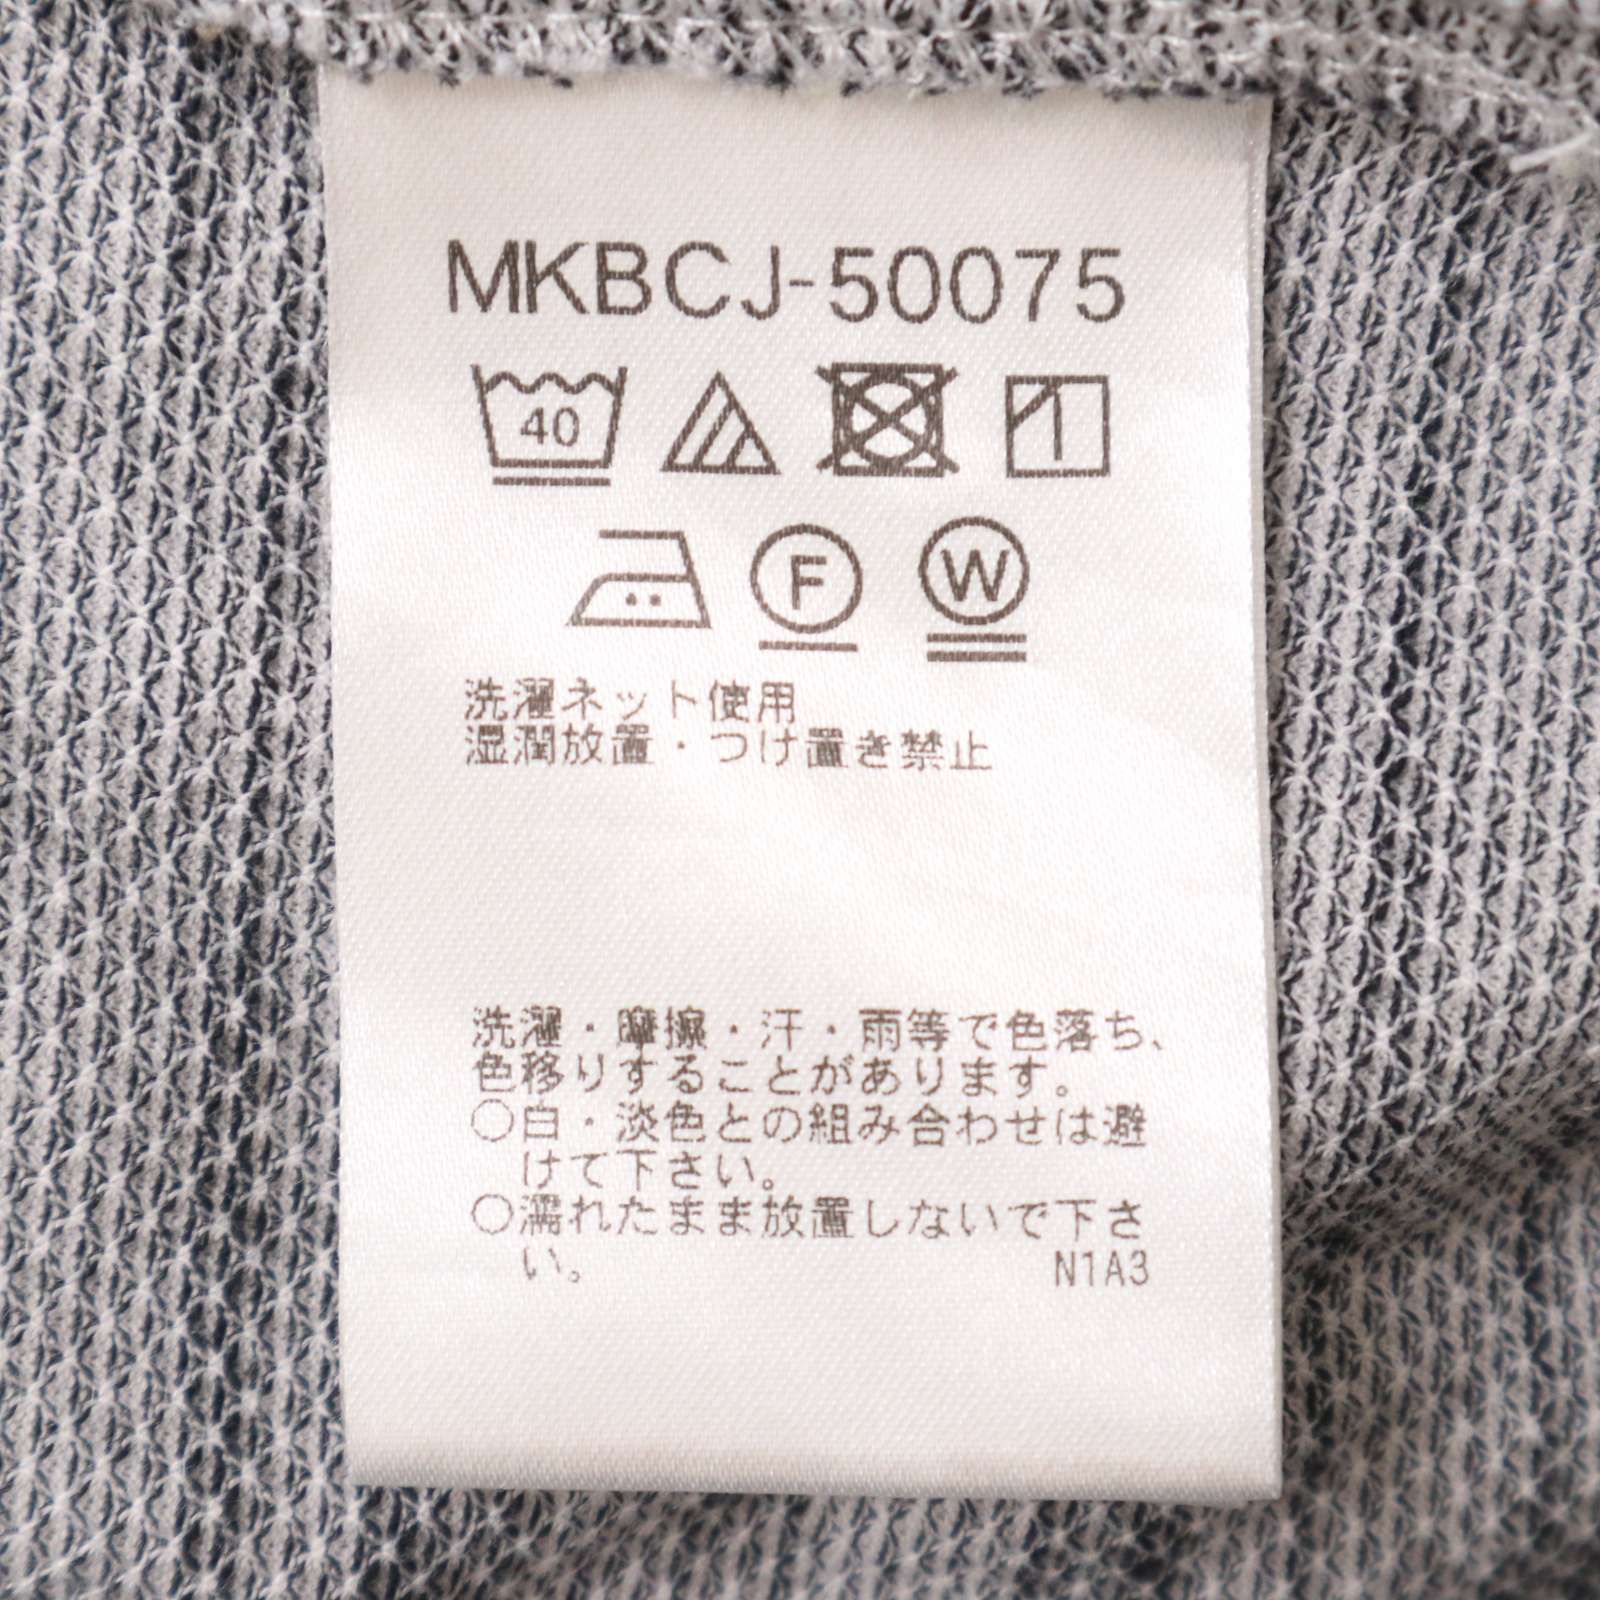 MKBCJ-50075
40
F W
洗濯ネット使用
湿潤放置・つけ置き禁止
洗濯・摩擦・汗・雨等で色落ち、
色移りすることがあります。
○白・淡色との組み合わせは避
けて下さい。
○濡れたまま放置しないで下さ
い。 N1A3